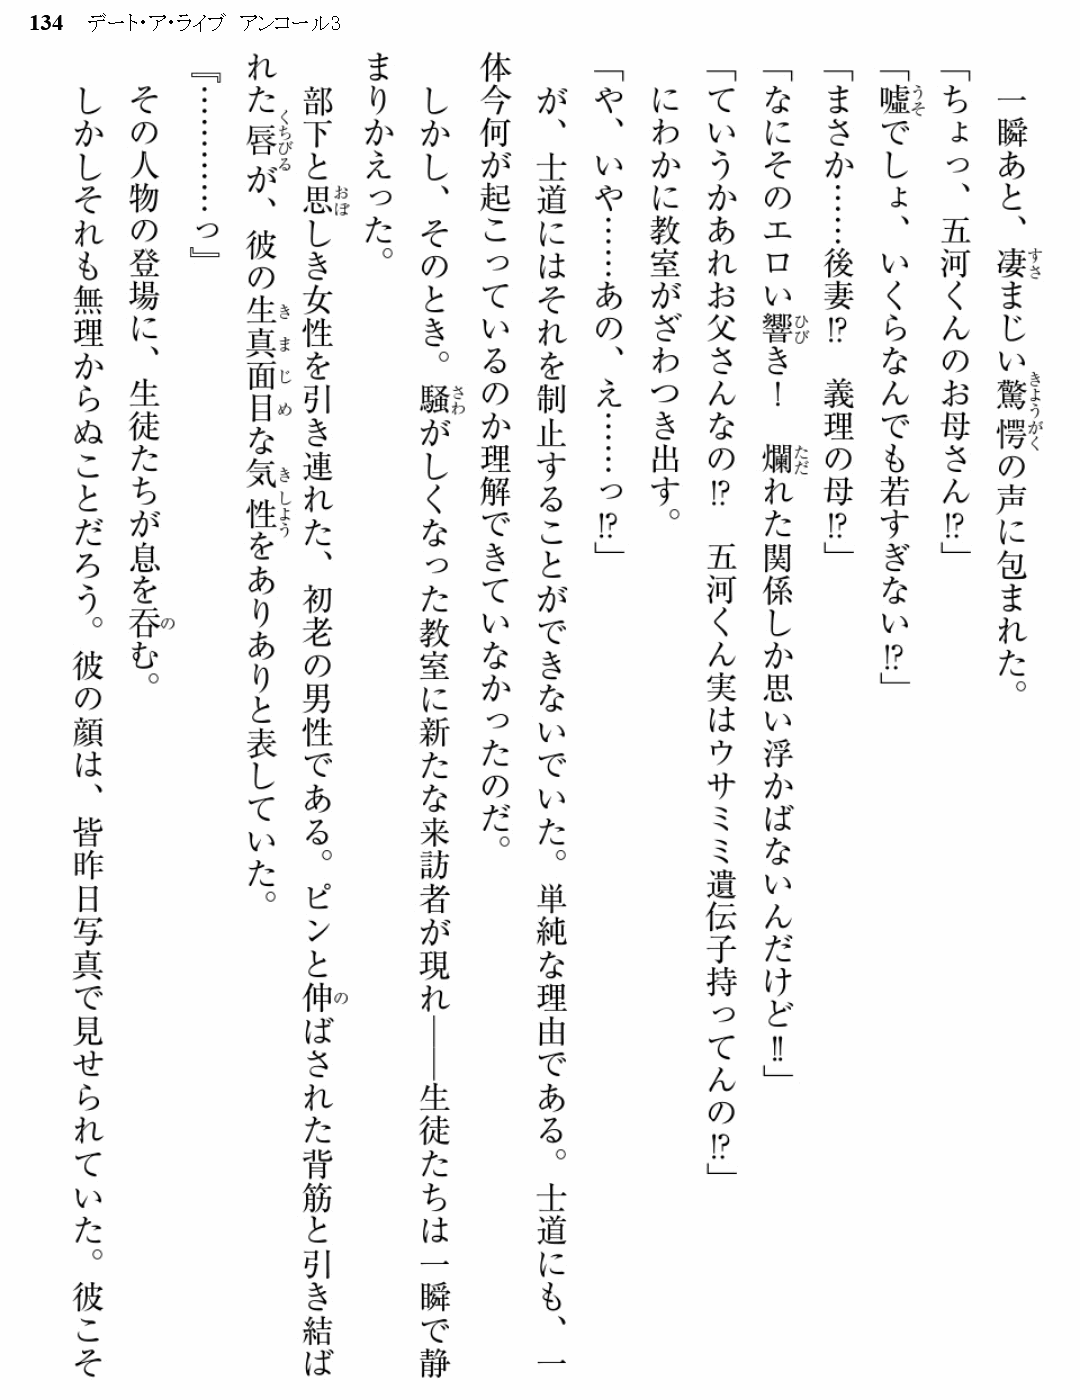 134 デート・ア・ライブ アンコール3
一瞬あと、凄まじい驚愕の声に包まれた。
「ちょっ、五河くんのお母さん!?」
「嘘でしょ、いくらなんでも若すぎない!?」
「まさか……後妻!? 義理の母!?」
「なにそのエロい響き！ 爛れた関係しか思い浮かばないんだけど!!」
「ていうかあれお父さんなの!? 五河くん実はウサミミ遺伝子持ってんの!?」
にわかに教室がざわつき出す。
「や、いや……あの、え……っ!?」
が、士道にはそれを制止することができないでいた。単純な理由である。士道にも、一
体今何が起こっているのか理解できていなかったのだ。
しかし、そのとき。騒がしくなった教室に新たな来訪者が現れ――生徒たちは一瞬で静
まりかえった。
部下と思しき女性を引き連れた、初老の男性である。ピンと伸ばされた背筋と引き結ば
れた唇が、彼の生真面目な気性をありありと表していた。
『…………っ』
その人物の登場に、生徒たちが息を呑む。
しかしそれも無理からぬことだろう。彼の顔は、皆昨日写真で見せられていた。彼こそ